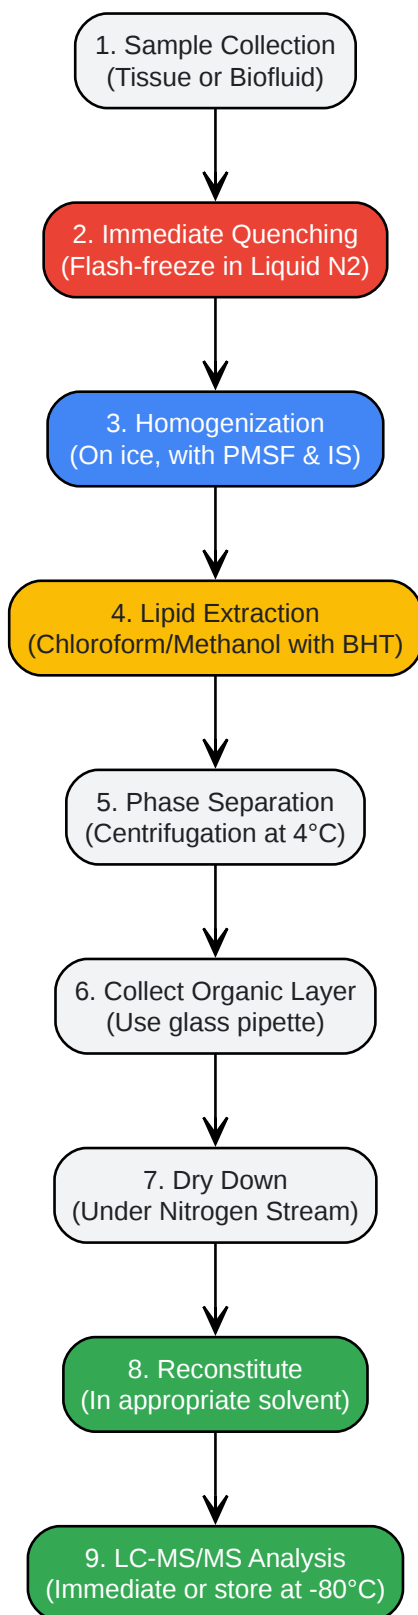 1. Sample Collection
(Tissue or Biofluid)
2. Immediate Quenching
(Flash-freeze in Liquid N2)
3. Homogenization
(On ice, with PMSF & IS)
4. Lipid Extraction
(Chloroform/Methanol with BHT)
5. Phase Separation
(Centrifugation at 4°C)
6. Collect Organic Layer
(Use glass pipette)
7. Dry Down
(Under Nitrogen Stream)
8. Reconstitute
(In appropriate solvent)
9. LC-MS/MS Analysis
(Immediate or store at -80°C)